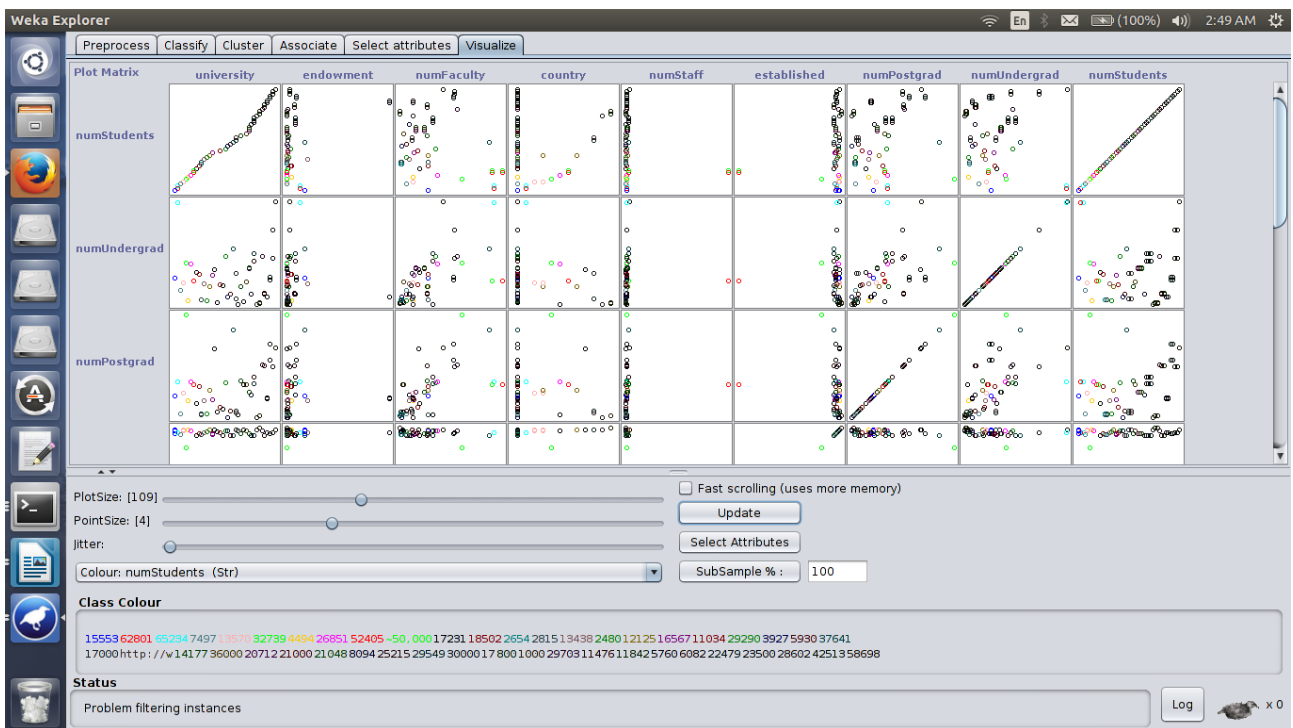 Weka Explorer En (100%) 2:49 AM
Preprocess Classify Cluster Associate Select attributes Visualize
Plot Matrix university endowment numFaculty country numStaff established numPostgrad numUndergrad numStudents
numStudents
numUndergrad
numPostgrad
PlotSize: [109]
PointSize: [4]
Jitter:
Colour: numStudents (Str)
Fast scrolling (uses more memory)
Update
Select Attributes
SubSample % : 100
Class Colour
15553 62801 65234 7497 13570 32739 4494 26851 52405 ~50,000 17231 18502 2654 2815 13438 2480 12125 16567 11034 29290 3927 5930 37641
17000 http://w 14177 36000 20712 21000 21048 8094 25215 29549 30000 17 800 1000 29703 11476 11842 5760 6082 22479 23500 28602 42513 58698
Status
Problem filtering instances
Log x 0